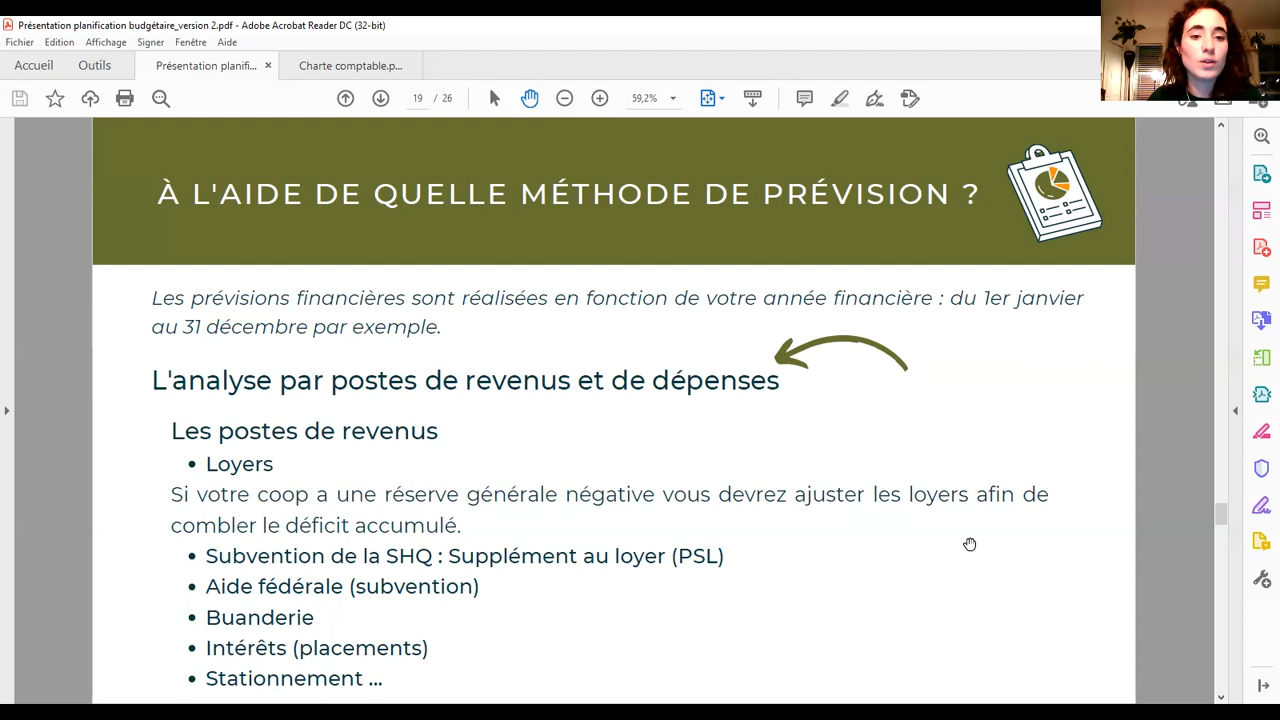 Présentation planification budgétaire_version 2.pdf - Adobe Acrobat Reader DC (32-bit)
Fichier Edition Affichage Signer Fenêtre Aide
Accueil Outils Présentation planifi... × Charte comptable.p...
19 59,2%
À L'AIDE DE QUELLE MÉTHODE DE PRÉVISION ?
Les prévisions financières sont réalisées en fonction de votre année financière : du 1er janvier
au 31 décembre par exemple.
L'analyse par postes de revenus et de dépenses
Les postes de revenus
• Loyers
Si votre coop a une réserve générale négative vous devrez ajuster les loyers afin de
combler le déficit accumulé.
• Subvention de la SHQ : Supplément au loyer (PSL)
• Aide fédérale (subvention)
• Buanderie
• Intérêts (placements)
• Stationnement ...